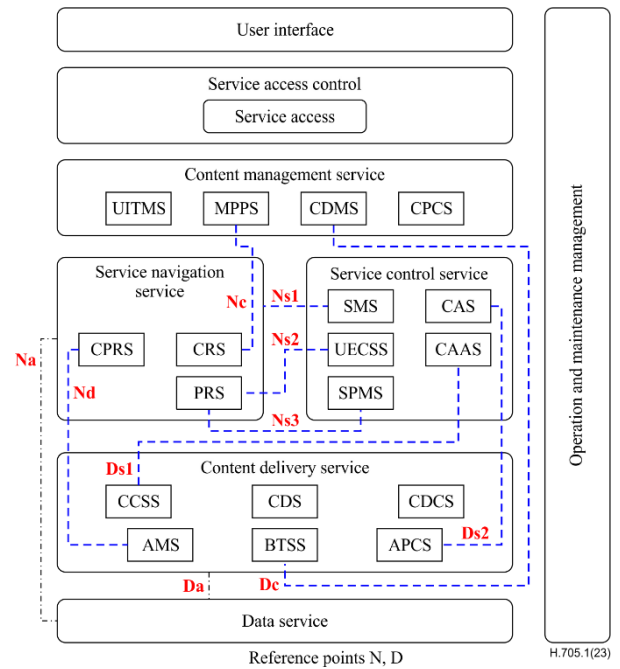 User interface
Service access control
Service access
Content management service
UITMS
MPPS
CDMS
CPCS
Service navigation
service
Service control service
Nc
Ns1
SMS
CAS
Na
CPRS
CRS
Ns2
UECSS
CAAS
Nd
PRS
SPMS
Ns3
Ds1
Content delivery service
CCSS
CDS
CDCS
Ds2
AMS
BTSS
APCS
Da
Dc
Data service
Operation and maintenance management
Reference points N, D
H.705.1(23)